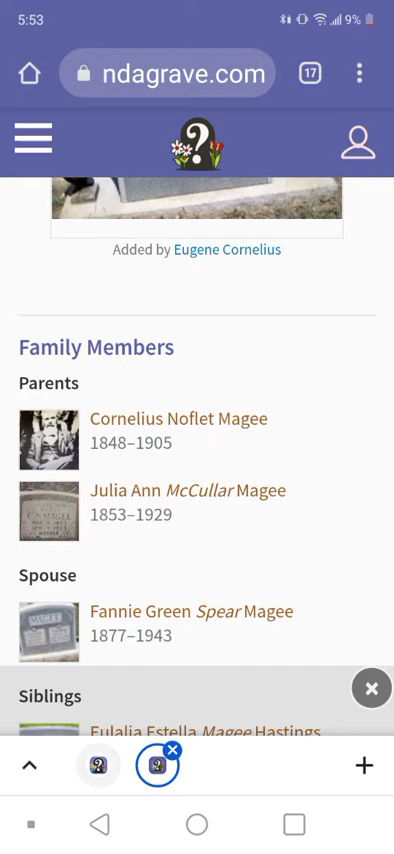 5:53
9%
ndagrave.com
17
?
Added by Eugene Cornelius
Family Members
Parents
Cornelius Noflet Magee
1848–1905
Julia Ann McCullar Magee
1853–1929
Spouse
Fannie Green Spear Magee
1877–1943
Siblings
Eulalia Estella Magee Hastings